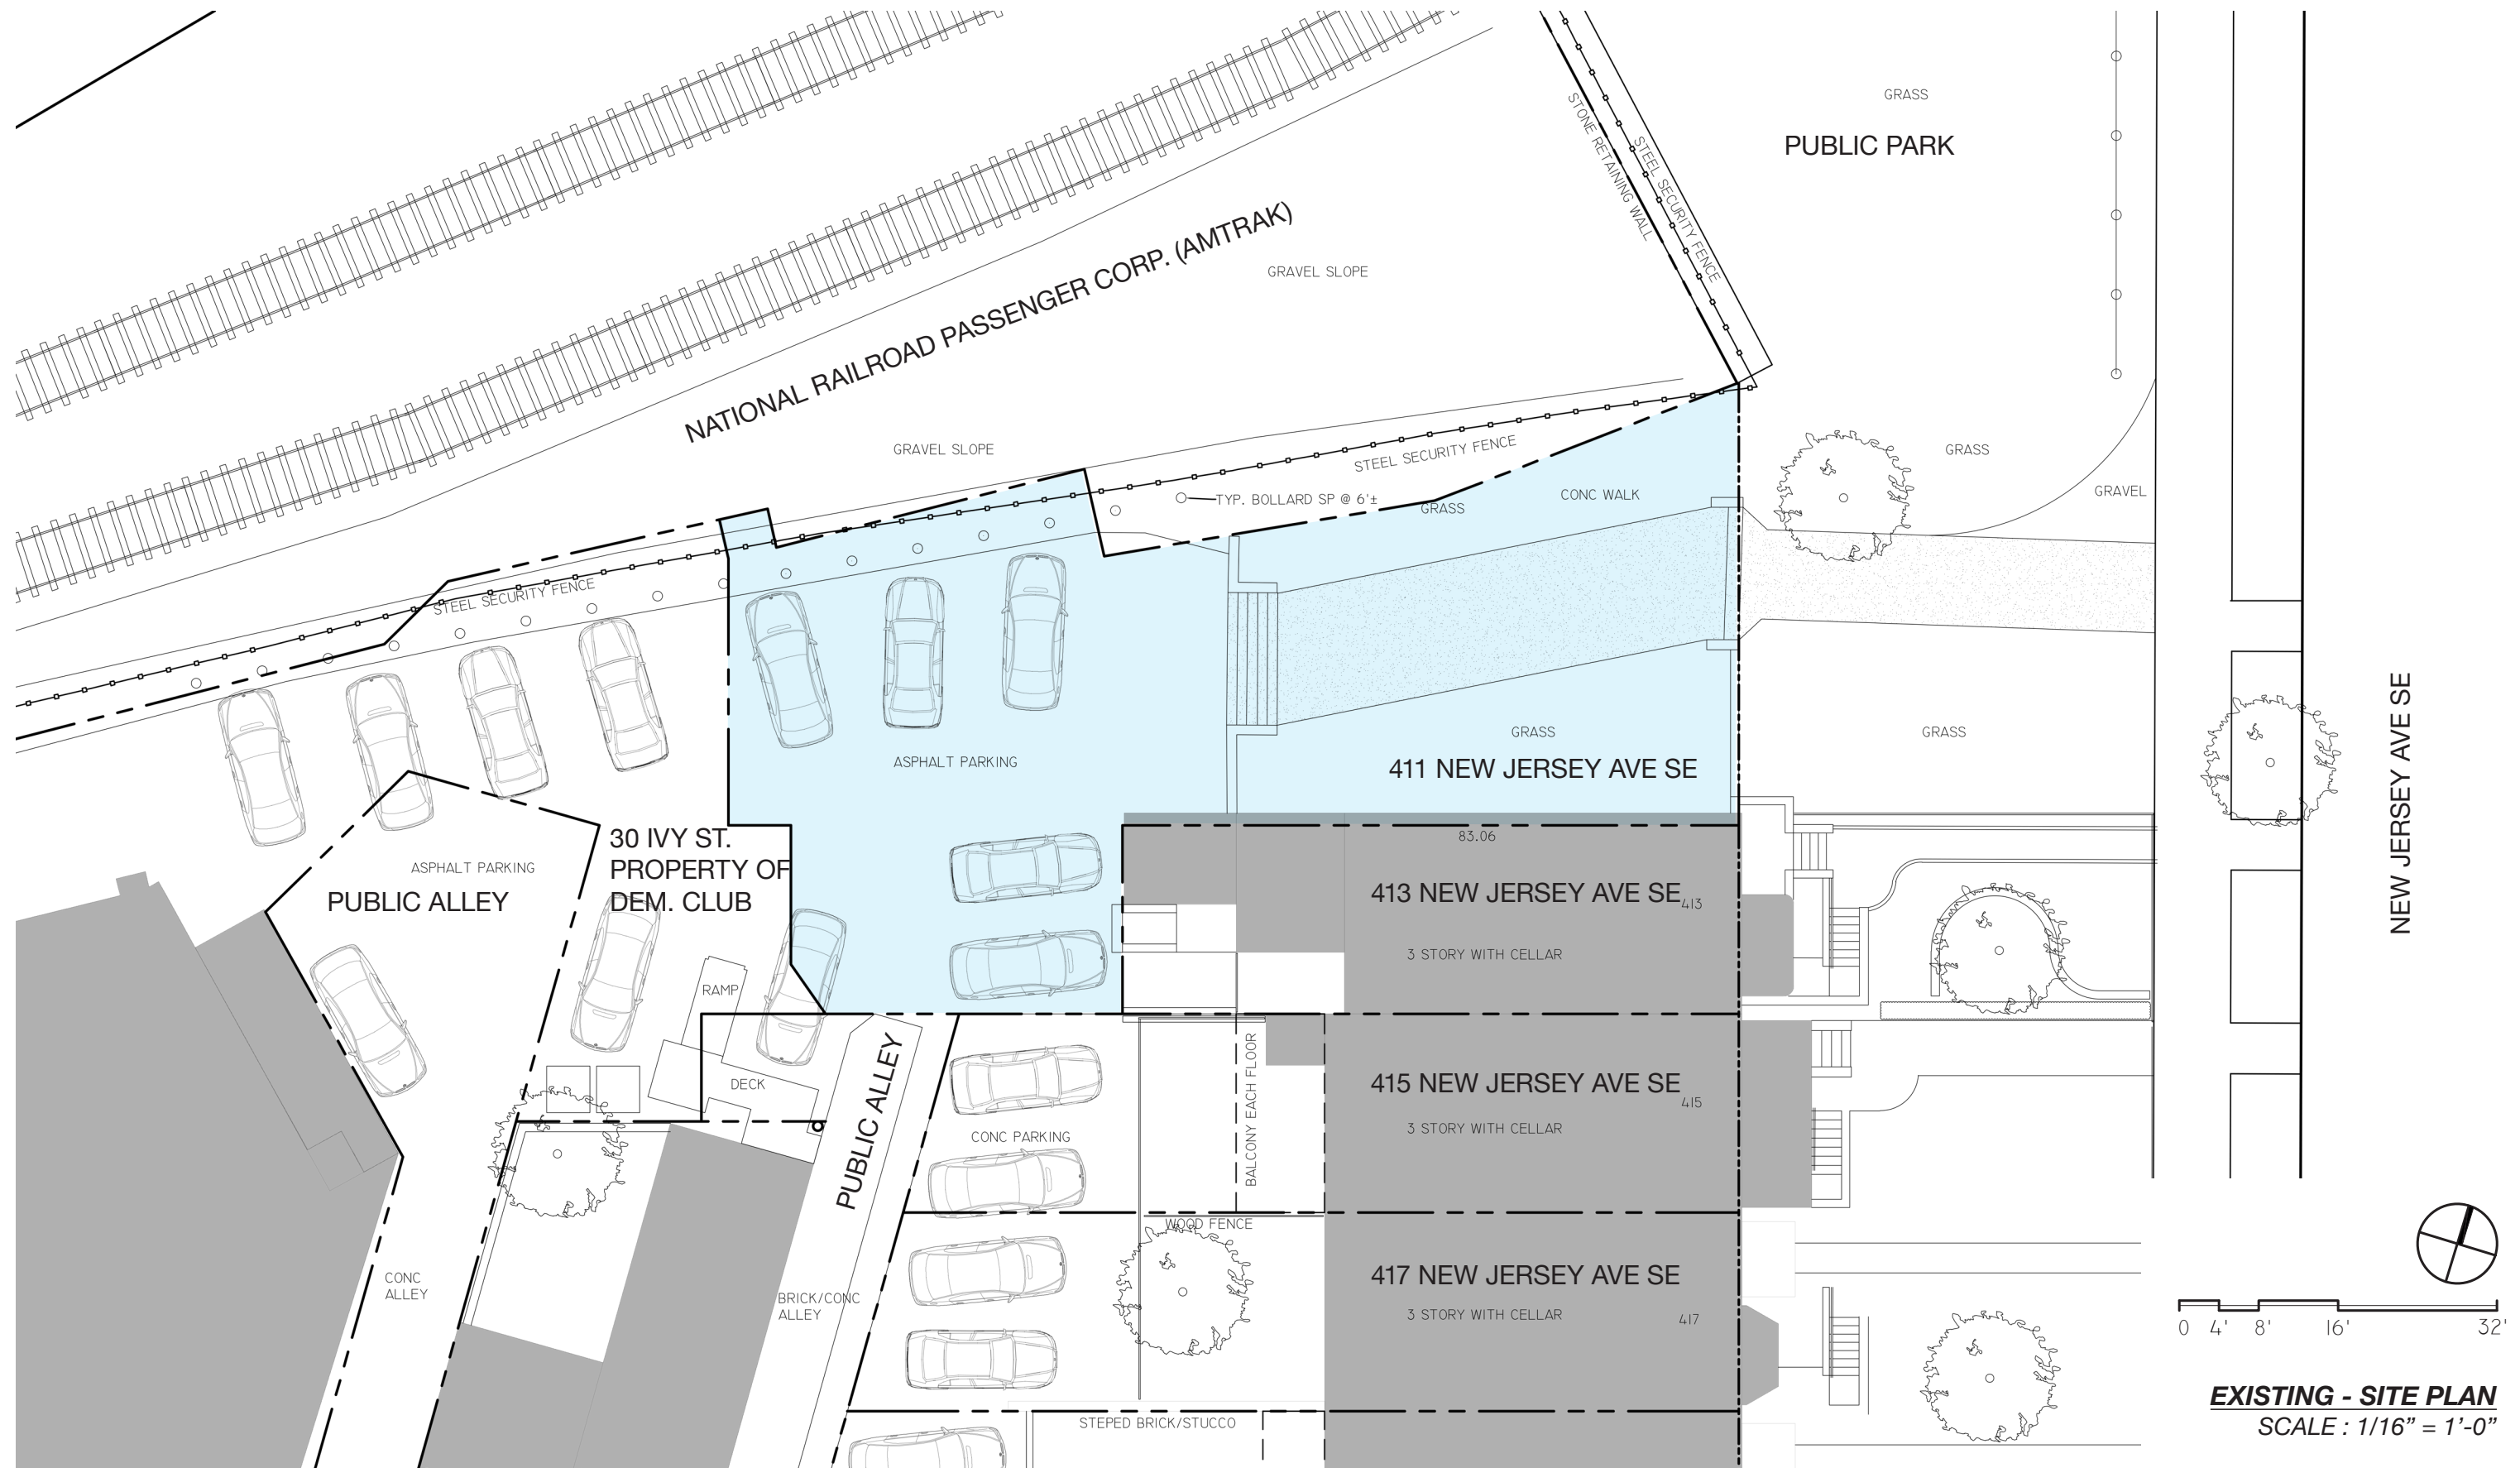 GRASS
PUBLIC PARK
STONE RETAINING WALL
STEEL SECURITY FENCE
NATIONAL RAILROAD PASSENGER CORP. (AMTRAK)
GRAVEL SLOPE
GRAVEL SLOPE
STEEL SECURITY FENCE
GRASS
TYP. BOLLARD SP @ 6'±
GRASS
CONC WALK
GRAVEL
STEEL SECURITY FENCE
ASPHALT PARKING
GRASS
GRASS
411 NEW JERSEY AVE SE
NEW JERSEY AVE SE
30 IVY ST.
PROPERTY OF
DEM. CLUB
ASPHALT PARKING
PUBLIC ALLEY
83.06
413 NEW JERSEY AVE SE
413
3 STORY WITH CELLAR
RAMP
DECK
PUBLIC ALLEY
CONC PARKING
BALCONY EACH FLOOR
415 NEW JERSEY AVE SE
415
3 STORY WITH CELLAR
WOOD FENCE
CONC
ALLEY
BRICK/CONC
ALLEY
417 NEW JERSEY AVE SE
3 STORY WITH CELLAR
417
STEPED BRICK/STUCCO
0 4' 8' 16' 32'
EXISTING - SITE PLAN
SCALE : 1/16” = 1’-0”